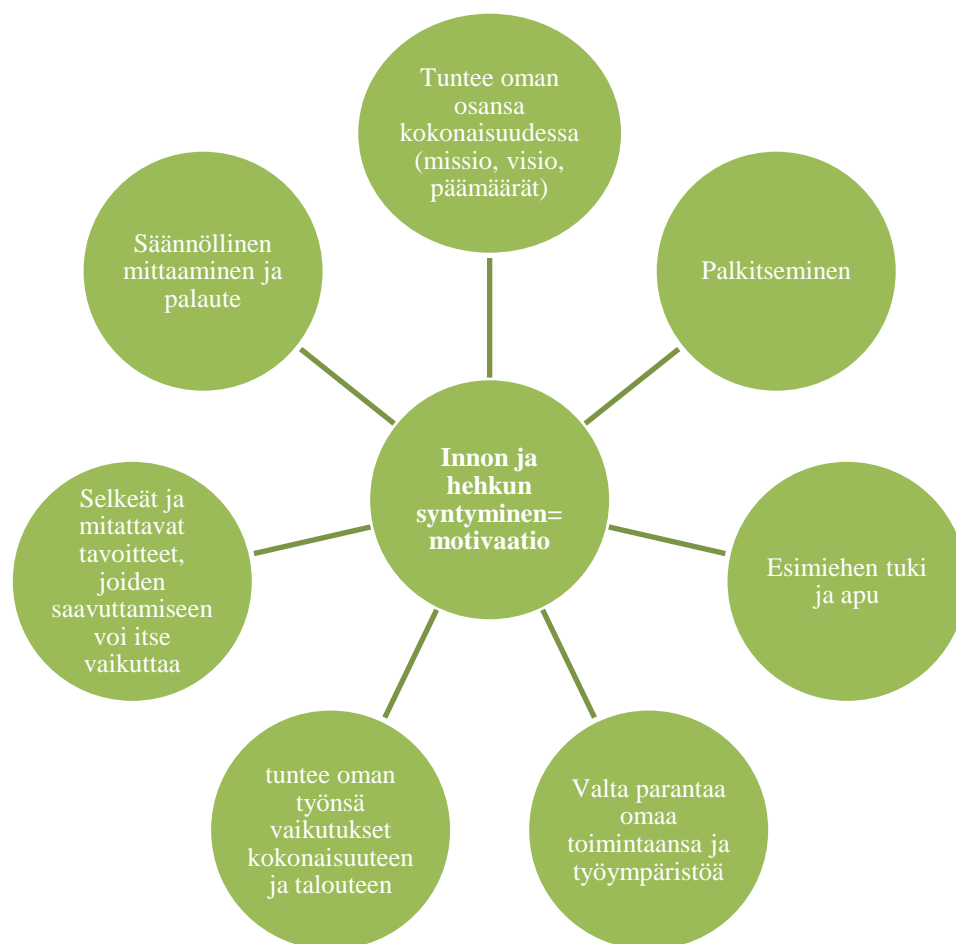 Tuntee oman
osansa
kokonaisuudessa
(missio, visio,
päämäärät)
Palkitseminen
Esimiehen tuki
ja apu
Valta parantaa
omaa
toimintaansa ja
työympäristöä
tuntee oman
työnsä
vaikutukset
kokonaisuuteen
ja talouteen
Selkeät ja
mitattavat
tavoitteet,
joiden
saavuttamiseen
voi itse
vaikuttaa
Säännöllinen
mittaaminen ja
palaute
Innon ja
hehkun
syntyminen=
motivaatio